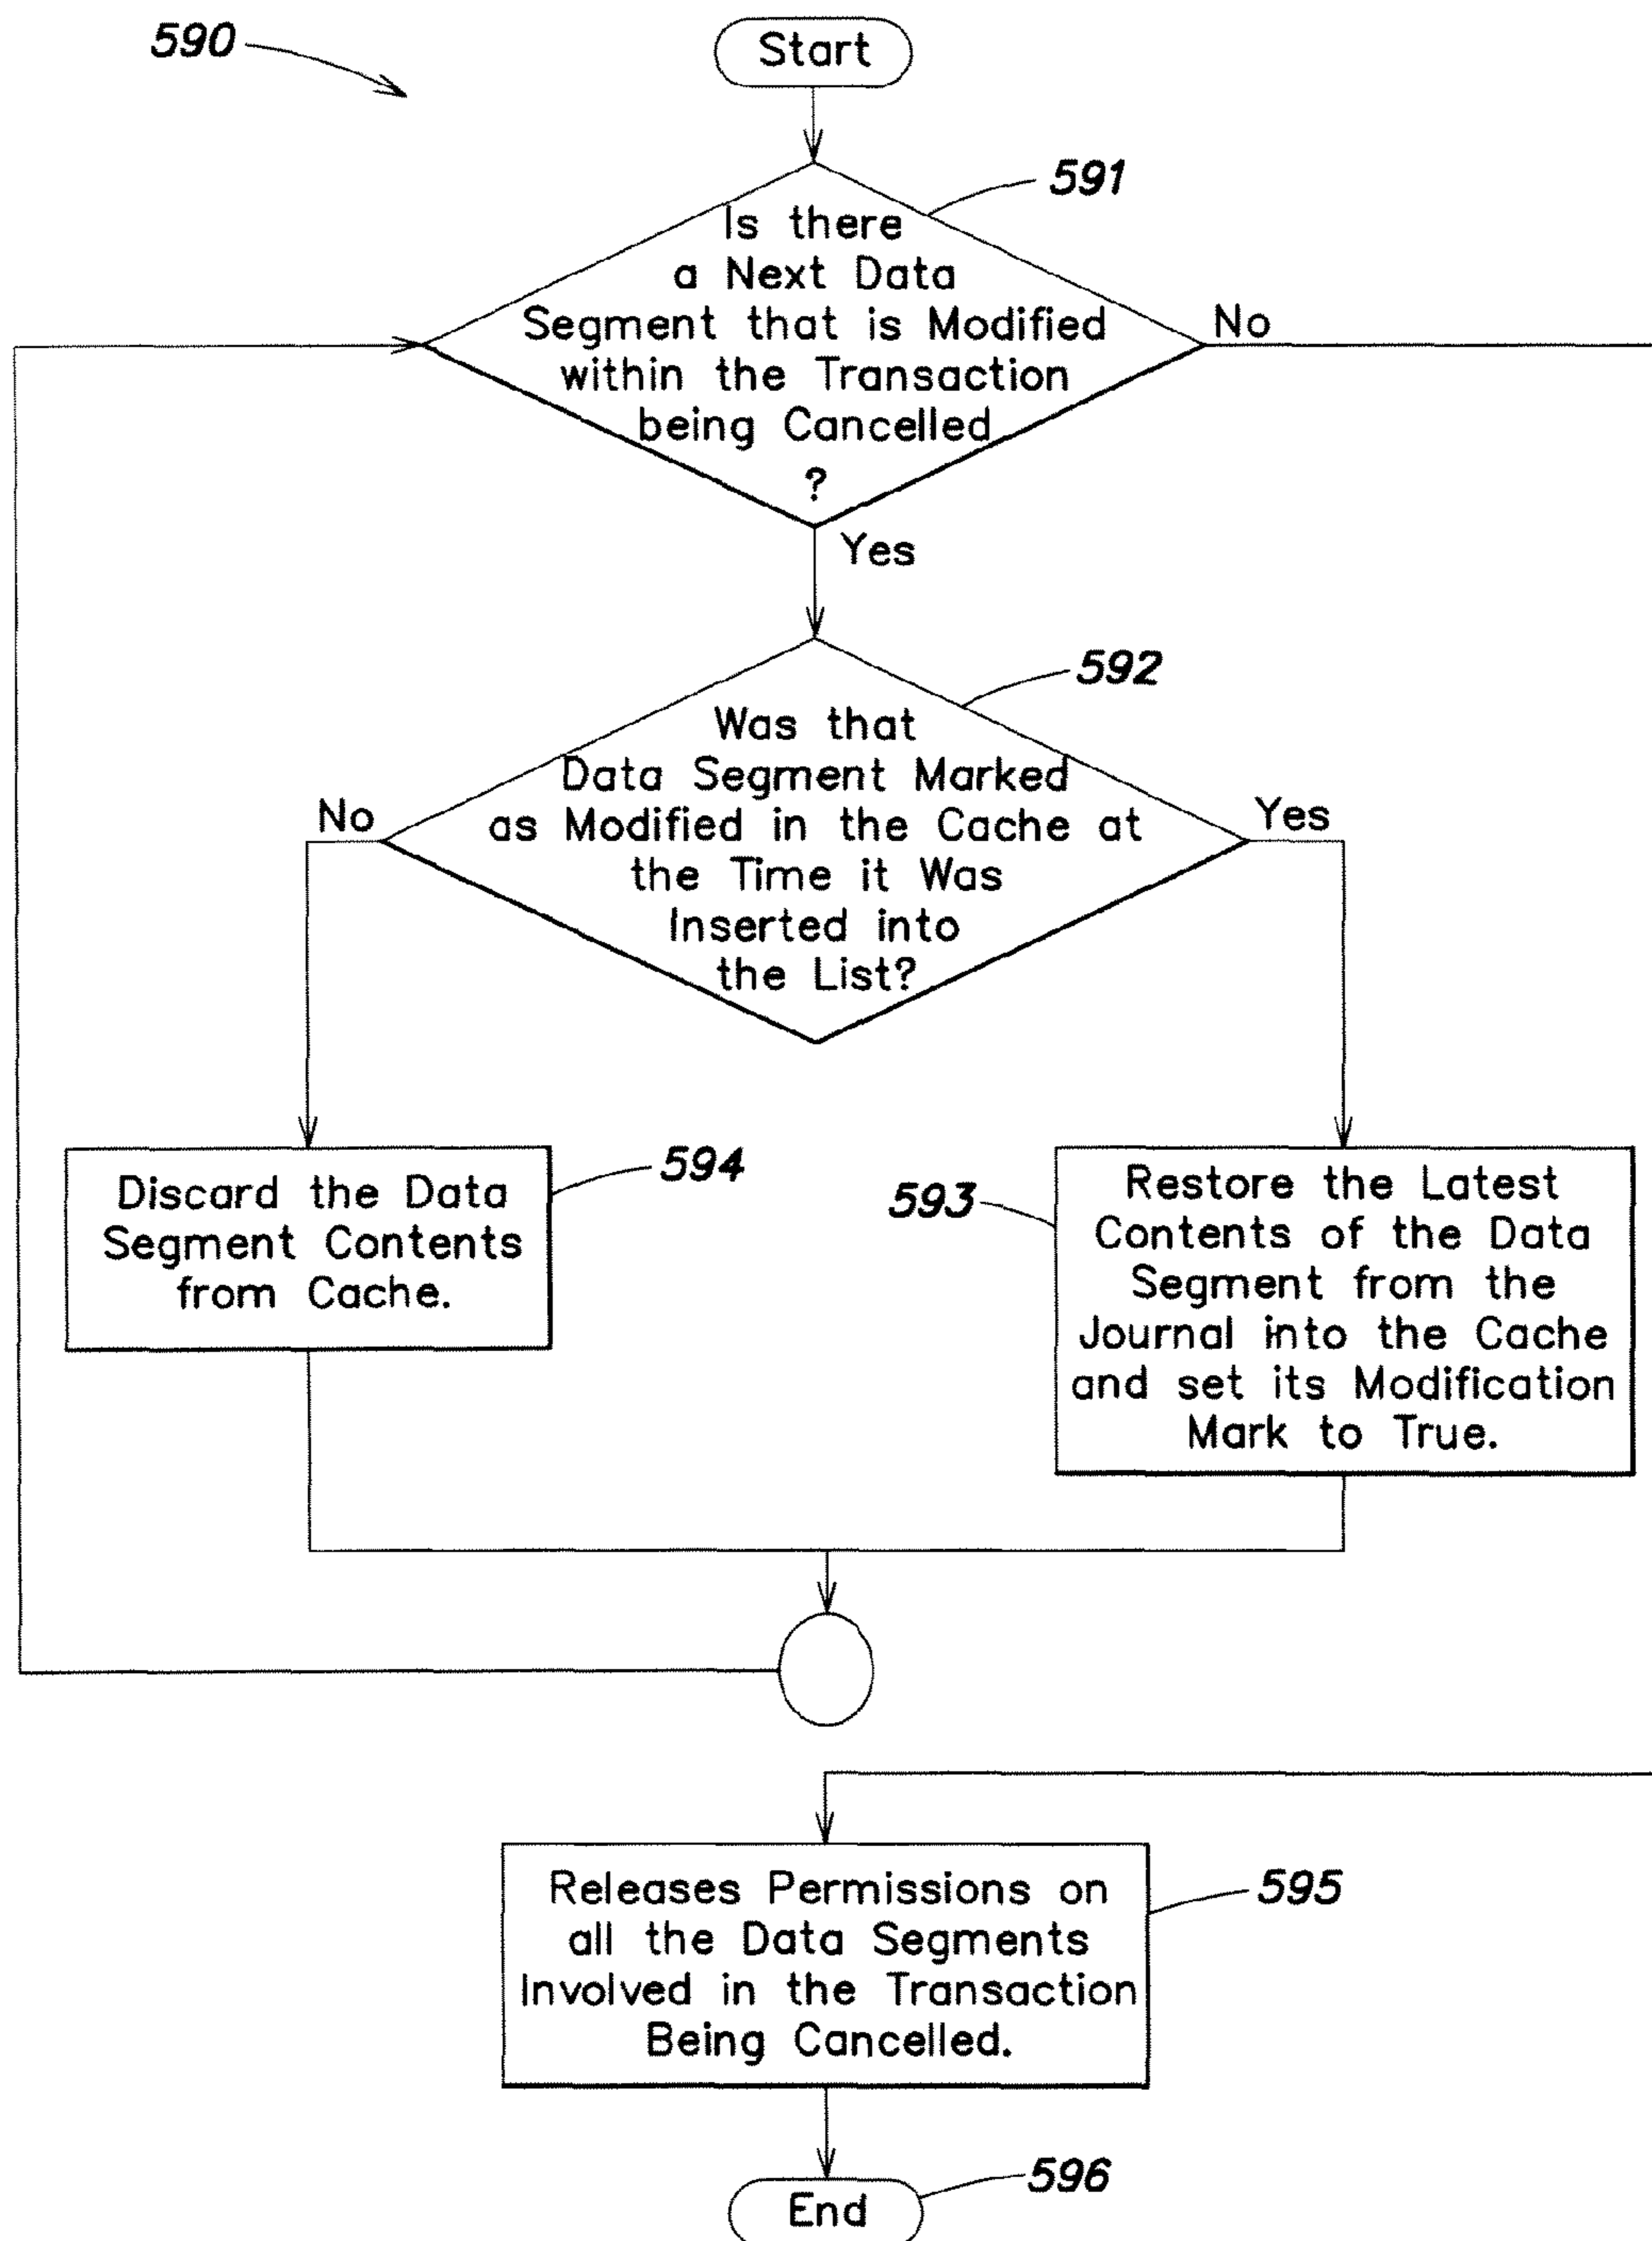 590
Start
591
Is there
a Next Data
Segment that is Modified
within the Transaction
being Cancelled
?
No
Yes
592
Was that
Data Segment Marked
as Modified in the Cache at
the Time it Was
Inserted into
the List?
No
Yes
594
Discard the Data
Segment Contents
from Cache.
593
Restore the Latest
Contents of the Data
Segment from the
Journal into the Cache
and set its Modification
Mark to True.
Releases Permissions on
all the Data Segments
Involved in the Transaction
Being Cancelled.
595
596
End